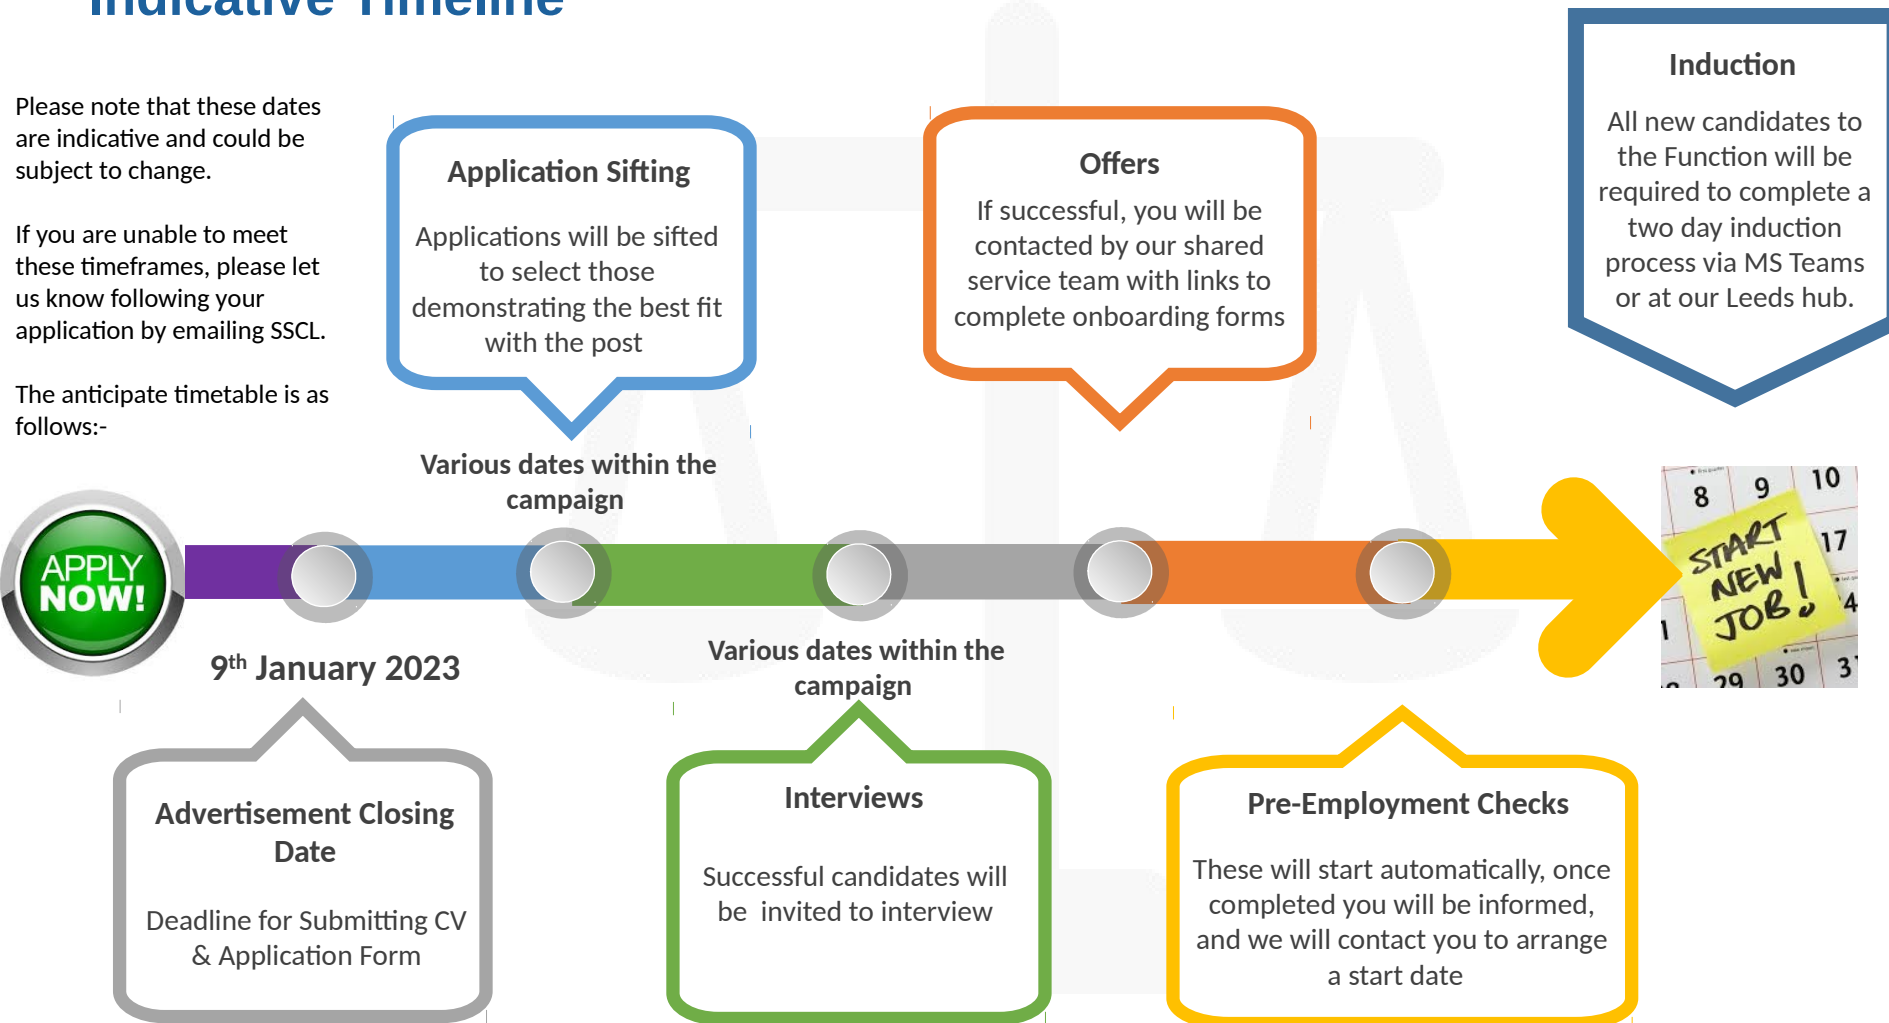 Indicative Timeline
Please note that these dates
are indicative and could be
subject to change.
If you are unable to meet
these timeframes, please let
us know following your
application by emailing SSCL.
The anticipate timetable is as
follows:-
Application Sifting
Applications will be sifted
to select those
demonstrating the best fit
with the post
Various dates within the
campaign
Offers
If successful, you will be
contacted by our shared
service team with links to
complete onboarding forms
Induction
All new candidates to
the Function will be
required to complete a
two day induction
process via MS Teams
or at our Leeds hub.
APPLY
NOW!
8 9 10
START
NEW
JOB!
17
29 30
9th January 2023
Advertisement Closing
Date
Deadline for Submitting CV
& Application Form
Various dates within the
campaign
Interviews
Successful candidates will
be  invited to interview
Pre-Employment Checks
These will start automatically, once
completed you will be informed,
and we will contact you to arrange
a start date